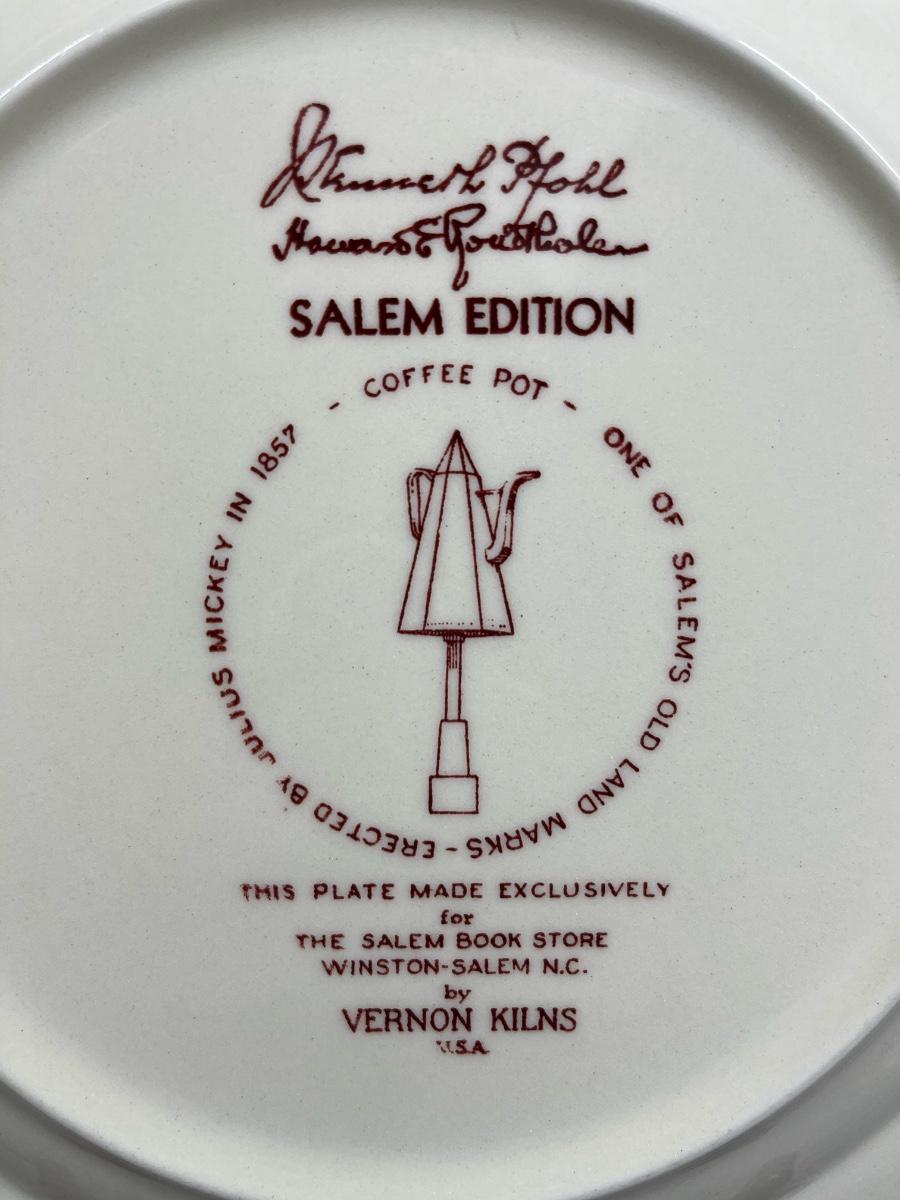 J Kenneth Pfohl
Howard E Rondthaler
SALEM EDITION
- COFFEE POT - ONE OF SALEM'S OLD LAND MARKS - ERECTED BY JULIUS MICKEY IN 1857
THIS PLATE MADE EXCLUSIVELY
for
THE SALEM BOOK STORE
WINSTON-SALEM N.C.
by
VERNON KILNS
U.S.A.